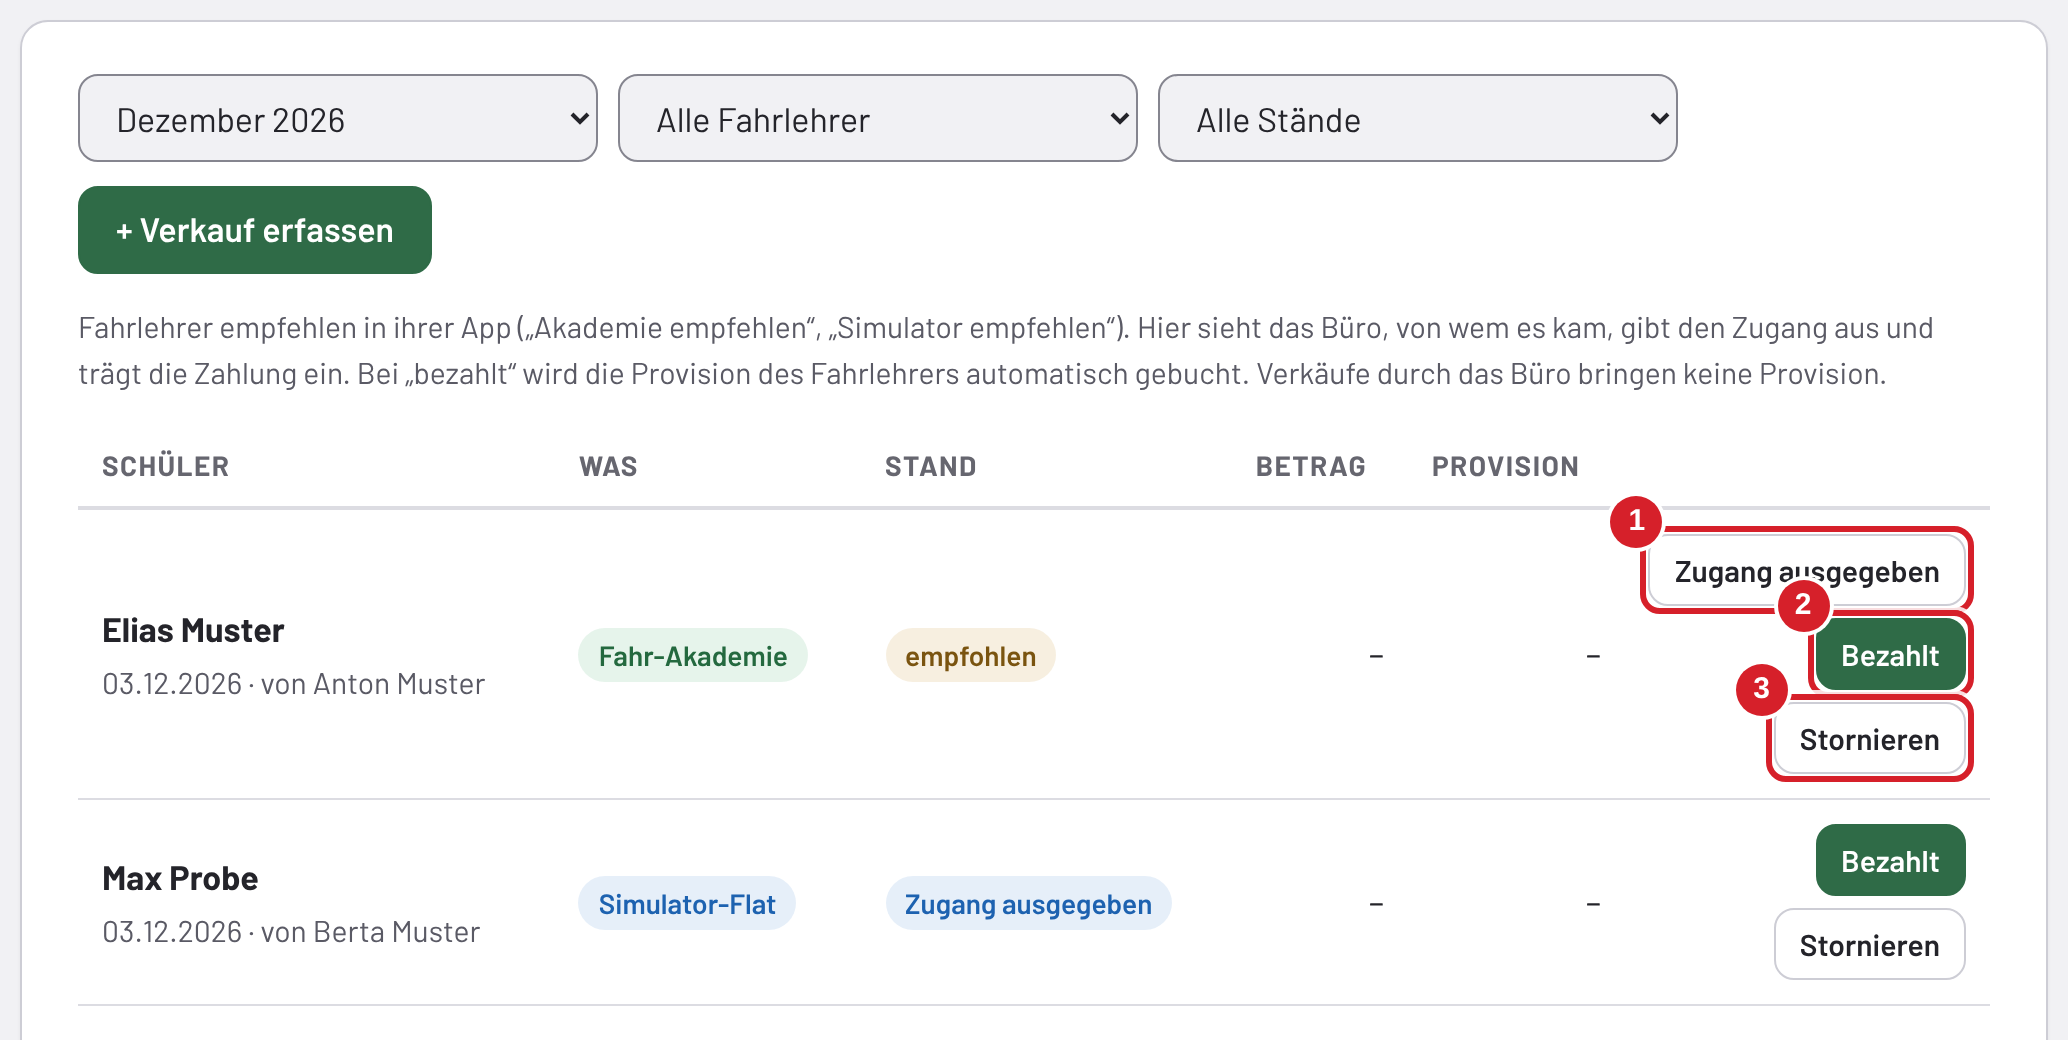 Dezember 2026
Alle Fahrlehrer
Alle Stände
+ Verkauf erfassen
Fahrlehrer empfehlen in ihrer App („Akademie empfehlen“, „Simulator empfehlen“). Hier sieht das Büro, von wem es kam, gibt den Zugang aus und
trägt die Zahlung ein. Bei „bezahlt“ wird die Provision des Fahrlehrers automatisch gebucht. Verkäufe durch das Büro bringen keine Provision.
SCHÜLER WAS STAND BETRAG PROVISION
1
Zugang ausgegeben
2
Elias Muster
03.12.2026 · von Anton Muster
Fahr-Akademie
empfohlen
–
–
Bezahlt
3
Stornieren
Max Probe
03.12.2026 · von Berta Muster
Simulator-Flat
Zugang ausgegeben
–
–
Bezahlt
Stornieren